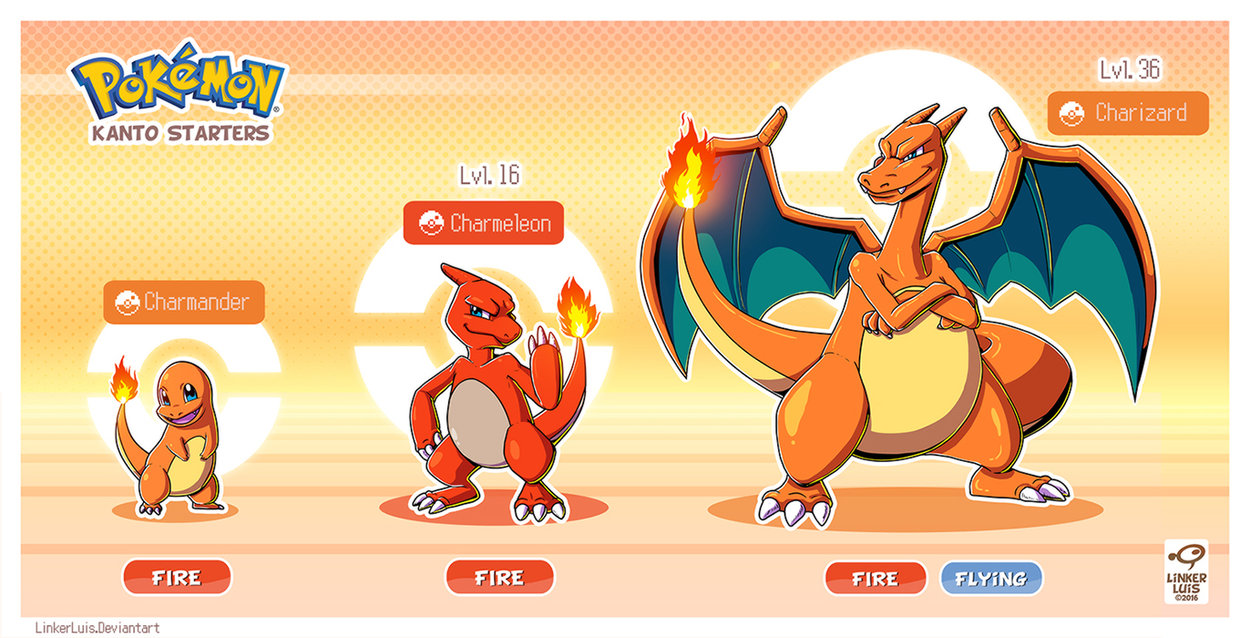 POKéMON
KANTO STARTERS
Lvl. 36
Charizard
Lvl. 16
Charmeleon
Charmander
FIRE
FIRE
FIRE
FLYiNG
LiNKER
LUiS
©2016
LinkerLuis.Deviantart